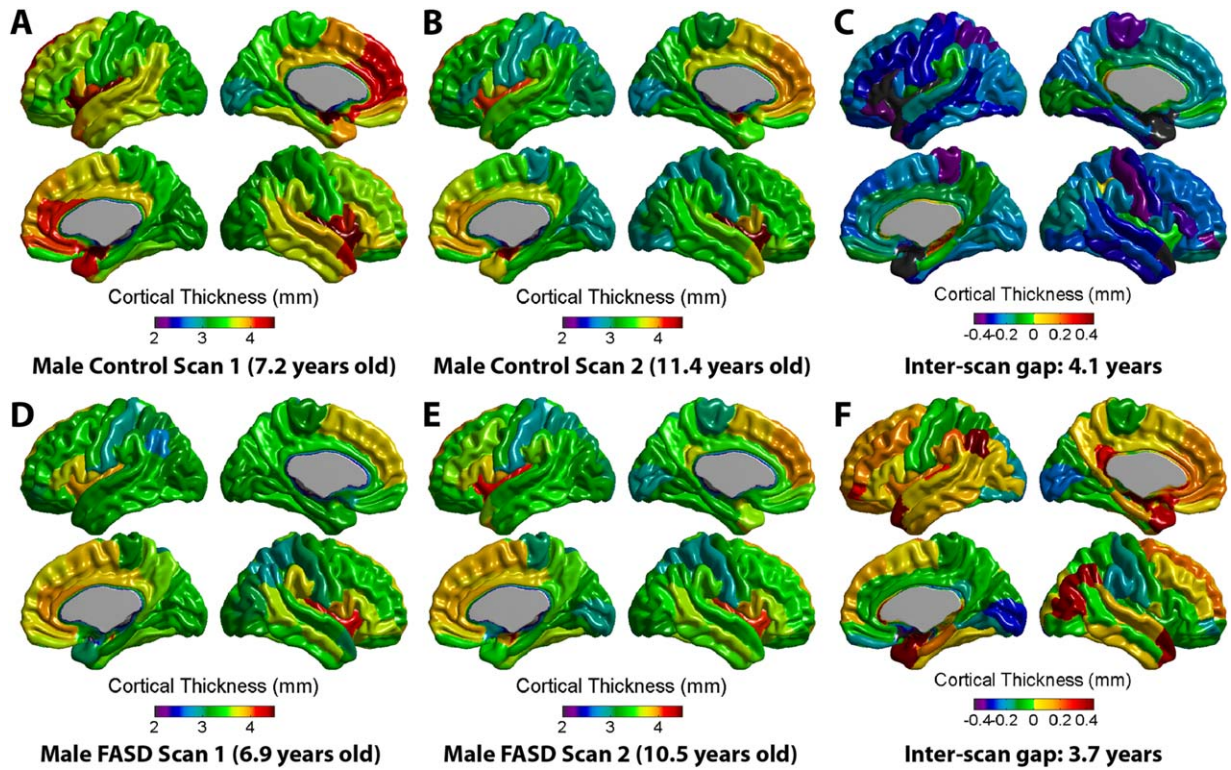 A
B
C
Cortical Thickness (mm)
2 3 4
Male Control Scan 1 (7.2 years old)
Cortical Thickness (mm)
2 3 4
Male Control Scan 2 (11.4 years old)
Cortical Thickness (mm)
-0.4 -0.2 0 0.2 0.4
Inter-scan gap: 4.1 years
D
E
F
Cortical Thickness (mm)
2 3 4
Male FASD Scan 1 (6.9 years old)
Cortical Thickness (mm)
2 3 4
Male FASD Scan 2 (10.5 years old)
Cortical Thickness (mm)
-0.4 -0.2 0 0.2 0.4
Inter-scan gap: 3.7 years